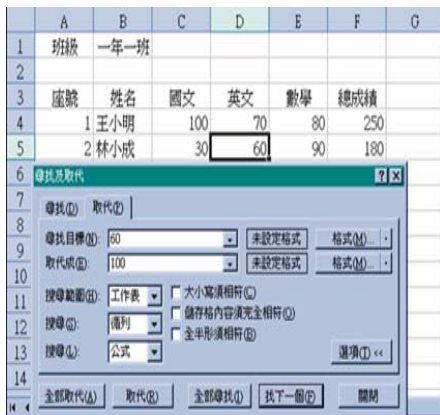 A B C D E F G
1 班級 一年一班
2
3 座號 姓名 國文 英文 數學 總成績
4 1 王小明 100 70 80 250
5 2 林小成 30 60 90 180
6 尋找及取代
7 尋找(D) 取代(P)
8
尋找目標(N): 60 未設定格式 格式(M)...
9
取代成(E): 100 未設定格式 格式(M)...
10
11 搜尋範圍(H): 工作表 大小寫須相符(C)
儲存格內容須完全相符(O)
12 搜尋(S): 循列
全半形須相符(B)
13 搜尋(L): 公式 選項(T) <<
14
全部取代(A) 取代(R) 全部尋找(I) 找下一個(F) 關閉